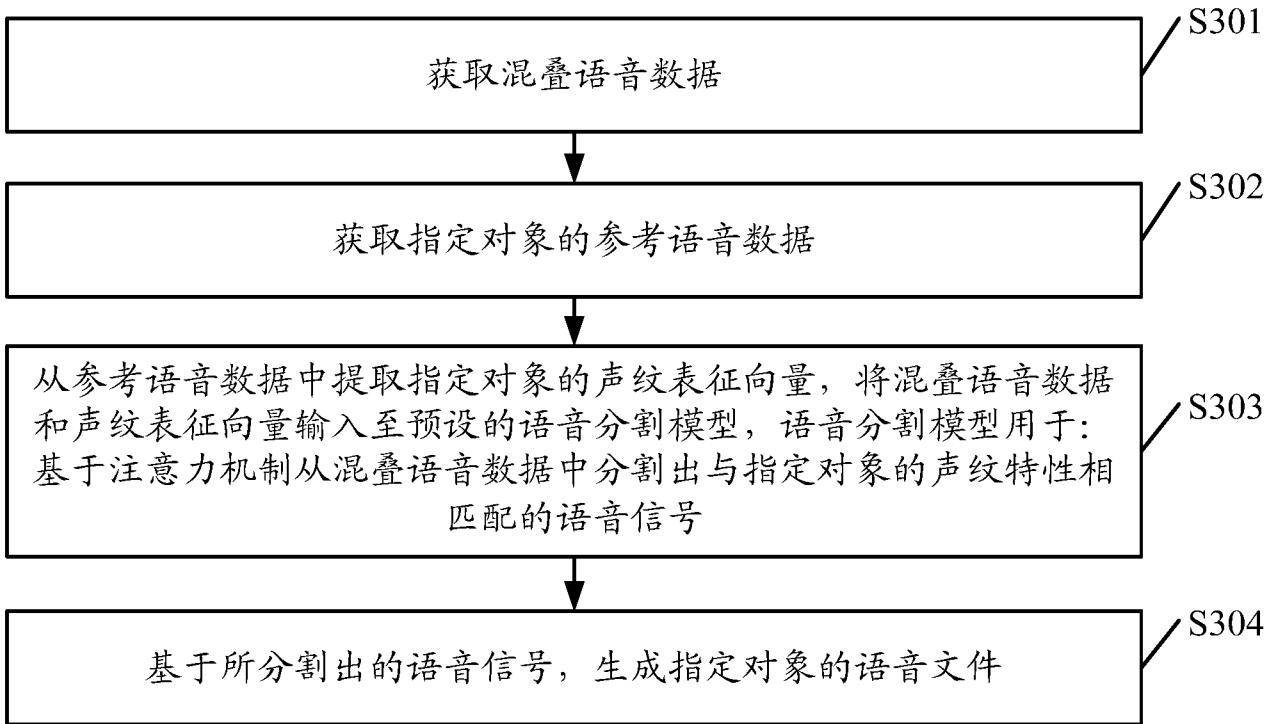 获取混叠语音数据
S301
获取指定对象的参考语音数据
S302
从参考语音数据中提取指定对象的声纹表征向量，将混叠语音数据
和声纹表征向量输入至预设的语音分割模型，语音分割模型用于：
基于注意力机制从混叠语音数据中分割出与指定对象的声纹特性相
匹配的语音信号
S303
基于所分割出的语音信号，生成指定对象的语音文件
S304